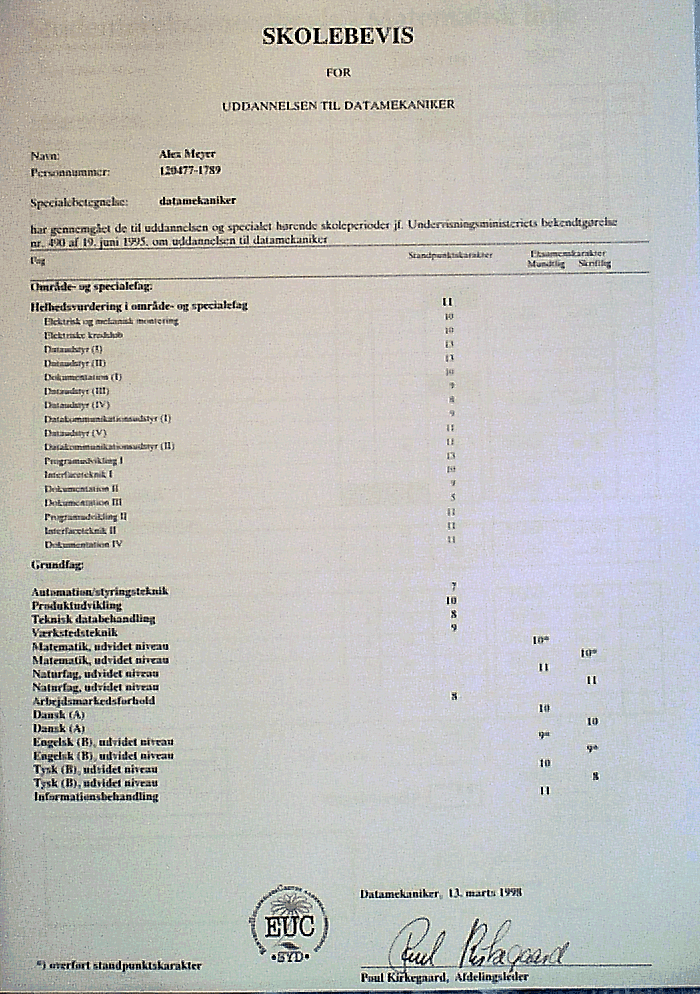 SKOLEBEVIS
FOR
UDDANNELSEN TIL DATAMEKANIKER
Navn: Alex Meyer
Personnummer: 120477-1789
Specialebetegnelse: datamekaniker
har gennemgået de til uddannelsen og specialet hørende skoleperioder jf. Undervisningsministeriets bekendtgørelse
nr. 490 af 19. juni 1995. om uddannelsen til datamekaniker
Fag Standpunktskarakter Eksamenskarakter
Mundtlig Skriftlig
Område- og specialefag:
Helhedsvurdering i område- og specialefag 11
Elektrisk og mekanisk montering 10
Elektriske kredsløb 10
Dataudstyr (I) 13
Dataudstyr (II) 13
Dokumentation (I) 10
Dataudstyr (III) 9
Dataudstyr (IV) 8
Datakommunikationsudstyr (I) 9
Dataudstyr (V) 11
Datakommunikationsudstyr (II) 11
Programudvikling I 13
Interfaceteknik I 10
Dokumentation II 9
Dokumentation III 5
Programudvikling II 11
Interfaceteknik II 11
Dokumentation IV 11
Grundfag:
Automation/styringsteknik 7
Produktudvikling 10
Teknisk databehandling 8
Værkstedsteknik 9
Matematik, udvidet niveau 10*
Matematik, udvidet niveau 10*
Naturfag, udvidet niveau 11
Naturfag, udvidet niveau 11
Arbejdsmarkedsforhold 8
Dansk (A) 10
Dansk (A) 10
Engelsk (B), udvidet niveau 9*
Engelsk (B), udvidet niveau 9*
Tysk (B), udvidet niveau 10
Tysk (B), udvidet niveau 8
Informationsbehandling 11
Datamekaniker, 13. marts 1998
EUC
SYD
Poul Kirkegaard
*) overført standpunktskarakter
Poul Kirkegaard, Afdelingsleder